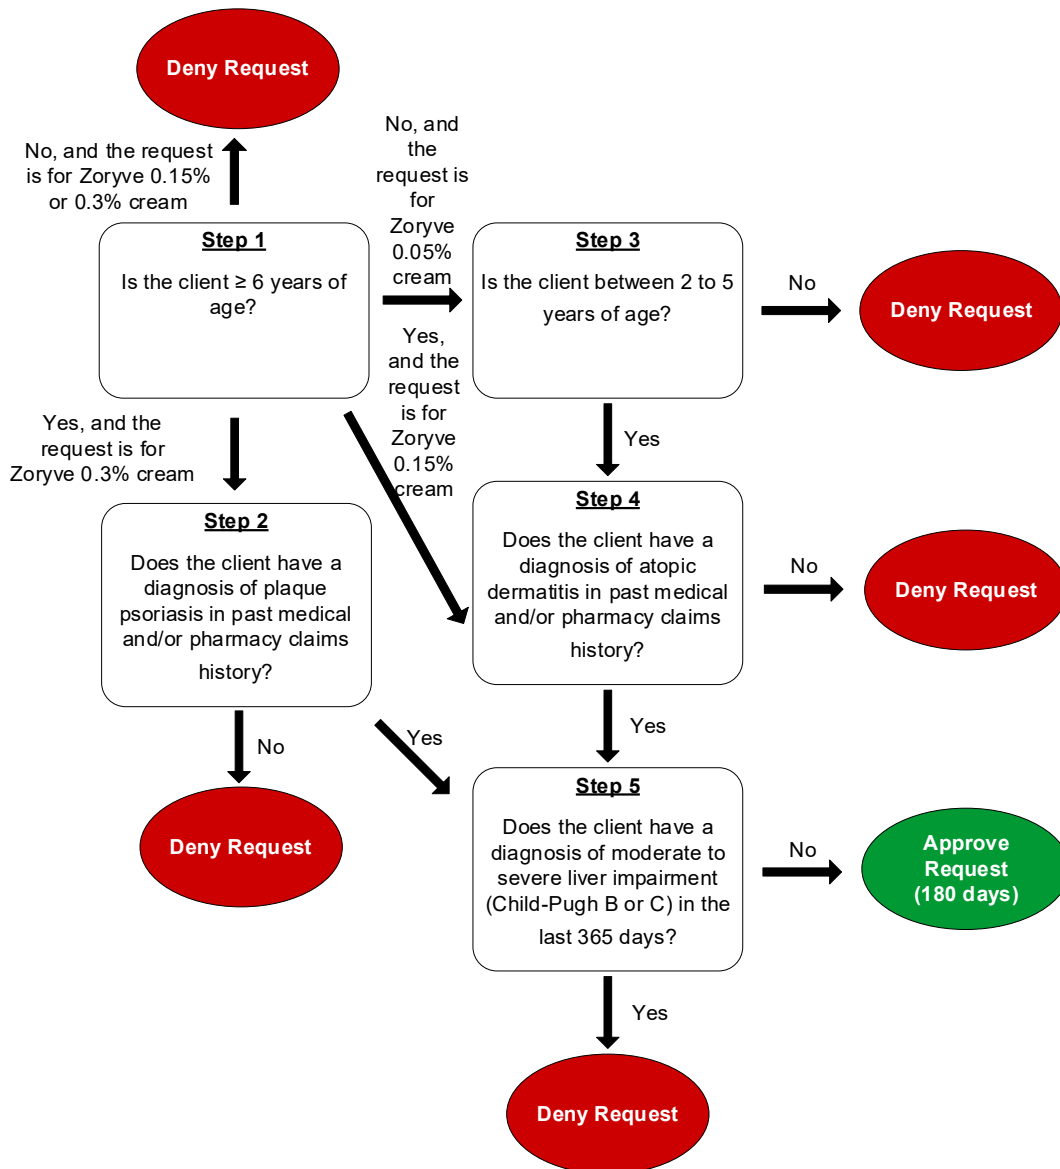 Deny Request
No, and the request
is for Zoryve 0.15%
or 0.3% cream
No, and
the
request is
for
Zoryve
0.05%
cream
Step 1
Is the client ≥ 6 years of
age?
Step 3
Is the client between 2 to 5
years of age?
No
Deny Request
Yes,
and the
request
is for
Zoryve
0.15%
cream
Yes, and the
request is for
Zoryve 0.3% cream
Yes
Step 2
Does the client have a
diagnosis of plaque
psoriasis in past medical
and/or pharmacy claims
history?
Step 4
Does the client have a
diagnosis of atopic
dermatitis in past medical
and/or pharmacy claims
history?
No
Deny Request
No
Yes
Yes
Deny Request
Step 5
Does the client have a
diagnosis of moderate to
severe liver impairment
(Child-Pugh B or C) in the
last 365 days?
No
Approve
Request
(180 days)
Yes
Deny Request